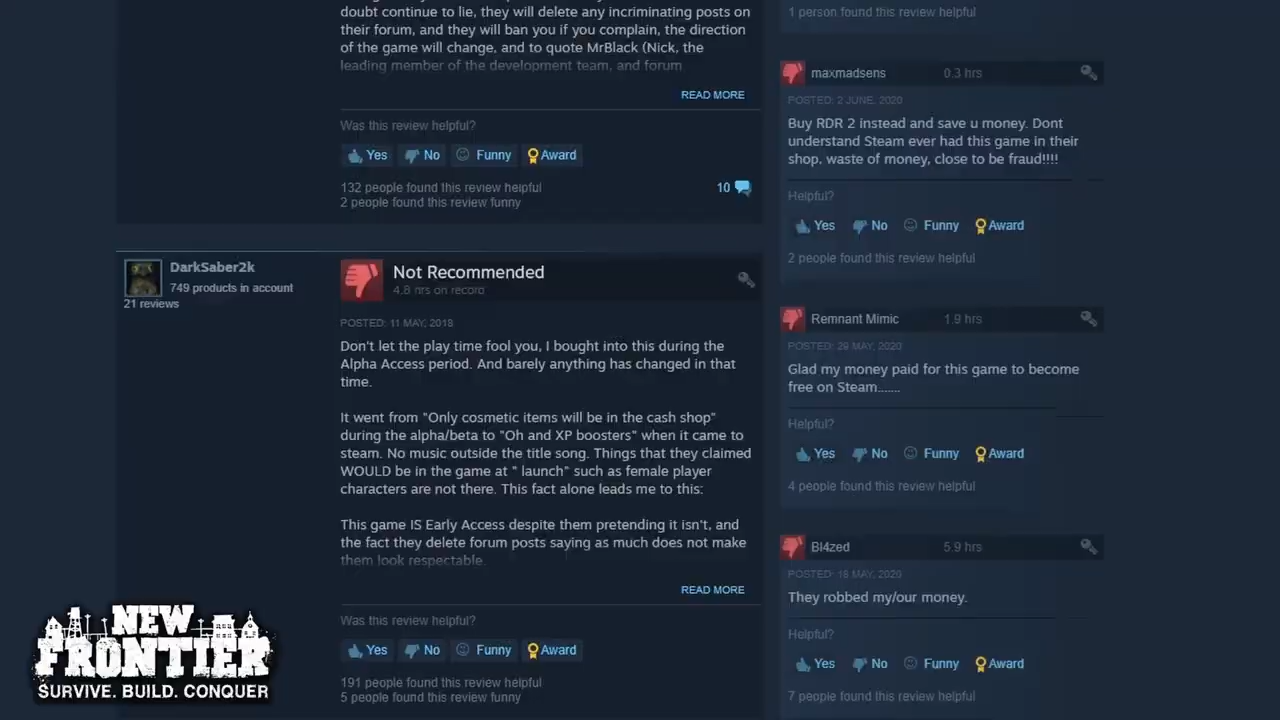 doubt continue to lie, they will delete any incriminating posts on
their forum, and they will ban you if you complain, the direction
of the game will change, and to quote MrBlack (Nick, the
leading member of the development team, and forum
READ MORE
Was this review helpful?
Yes No Funny Award
132 people found this review helpful
2 people found this review funny
10
DarkSaber2k
749 products in account
21 reviews
Not Recommended
4.8 hrs on record
POSTED: 11 MAY, 2018
Don't let the play time fool you, I bought into this during the
Alpha Access period. And barely anything has changed in that
time.
It went from "Only cosmetic items will be in the cash shop"
during the alpha/beta to "Oh and XP boosters" when it came to
steam. No music outside the title song. Things that they claimed
WOULD be in the game at " launch" such as female player
characters are not there. This fact alone leads me to this:
This game IS Early Access despite them pretending it isn't, and
the fact they delete forum posts saying as much does not make
them look respectable.
READ MORE
Was this review helpful?
Yes No Funny Award
191 people found this review helpful
5 people found this review funny
1 person found this review helpful
maxmadsens 0.3 hrs
POSTED: 2 JUNE, 2020
Buy RDR 2 instead and save u money. Dont
understand Steam ever had this game in their
shop, waste of money, close to be fraud!!!!
Helpful?
Yes No Funny Award
2 people found this review helpful
Remnant Mimic 1.9 hrs
POSTED: 29 MAY, 2020
Glad my money paid for this game to become
free on Steam.......
Helpful?
Yes No Funny Award
4 people found this review helpful
Bl4zed 5.9 hrs
POSTED: 18 MAY, 2020
They robbed my/our money.
Helpful?
Yes No Funny Award
7 people found this review helpful
NEW
FRONTIER
SURVIVE. BUILD. CONQUER